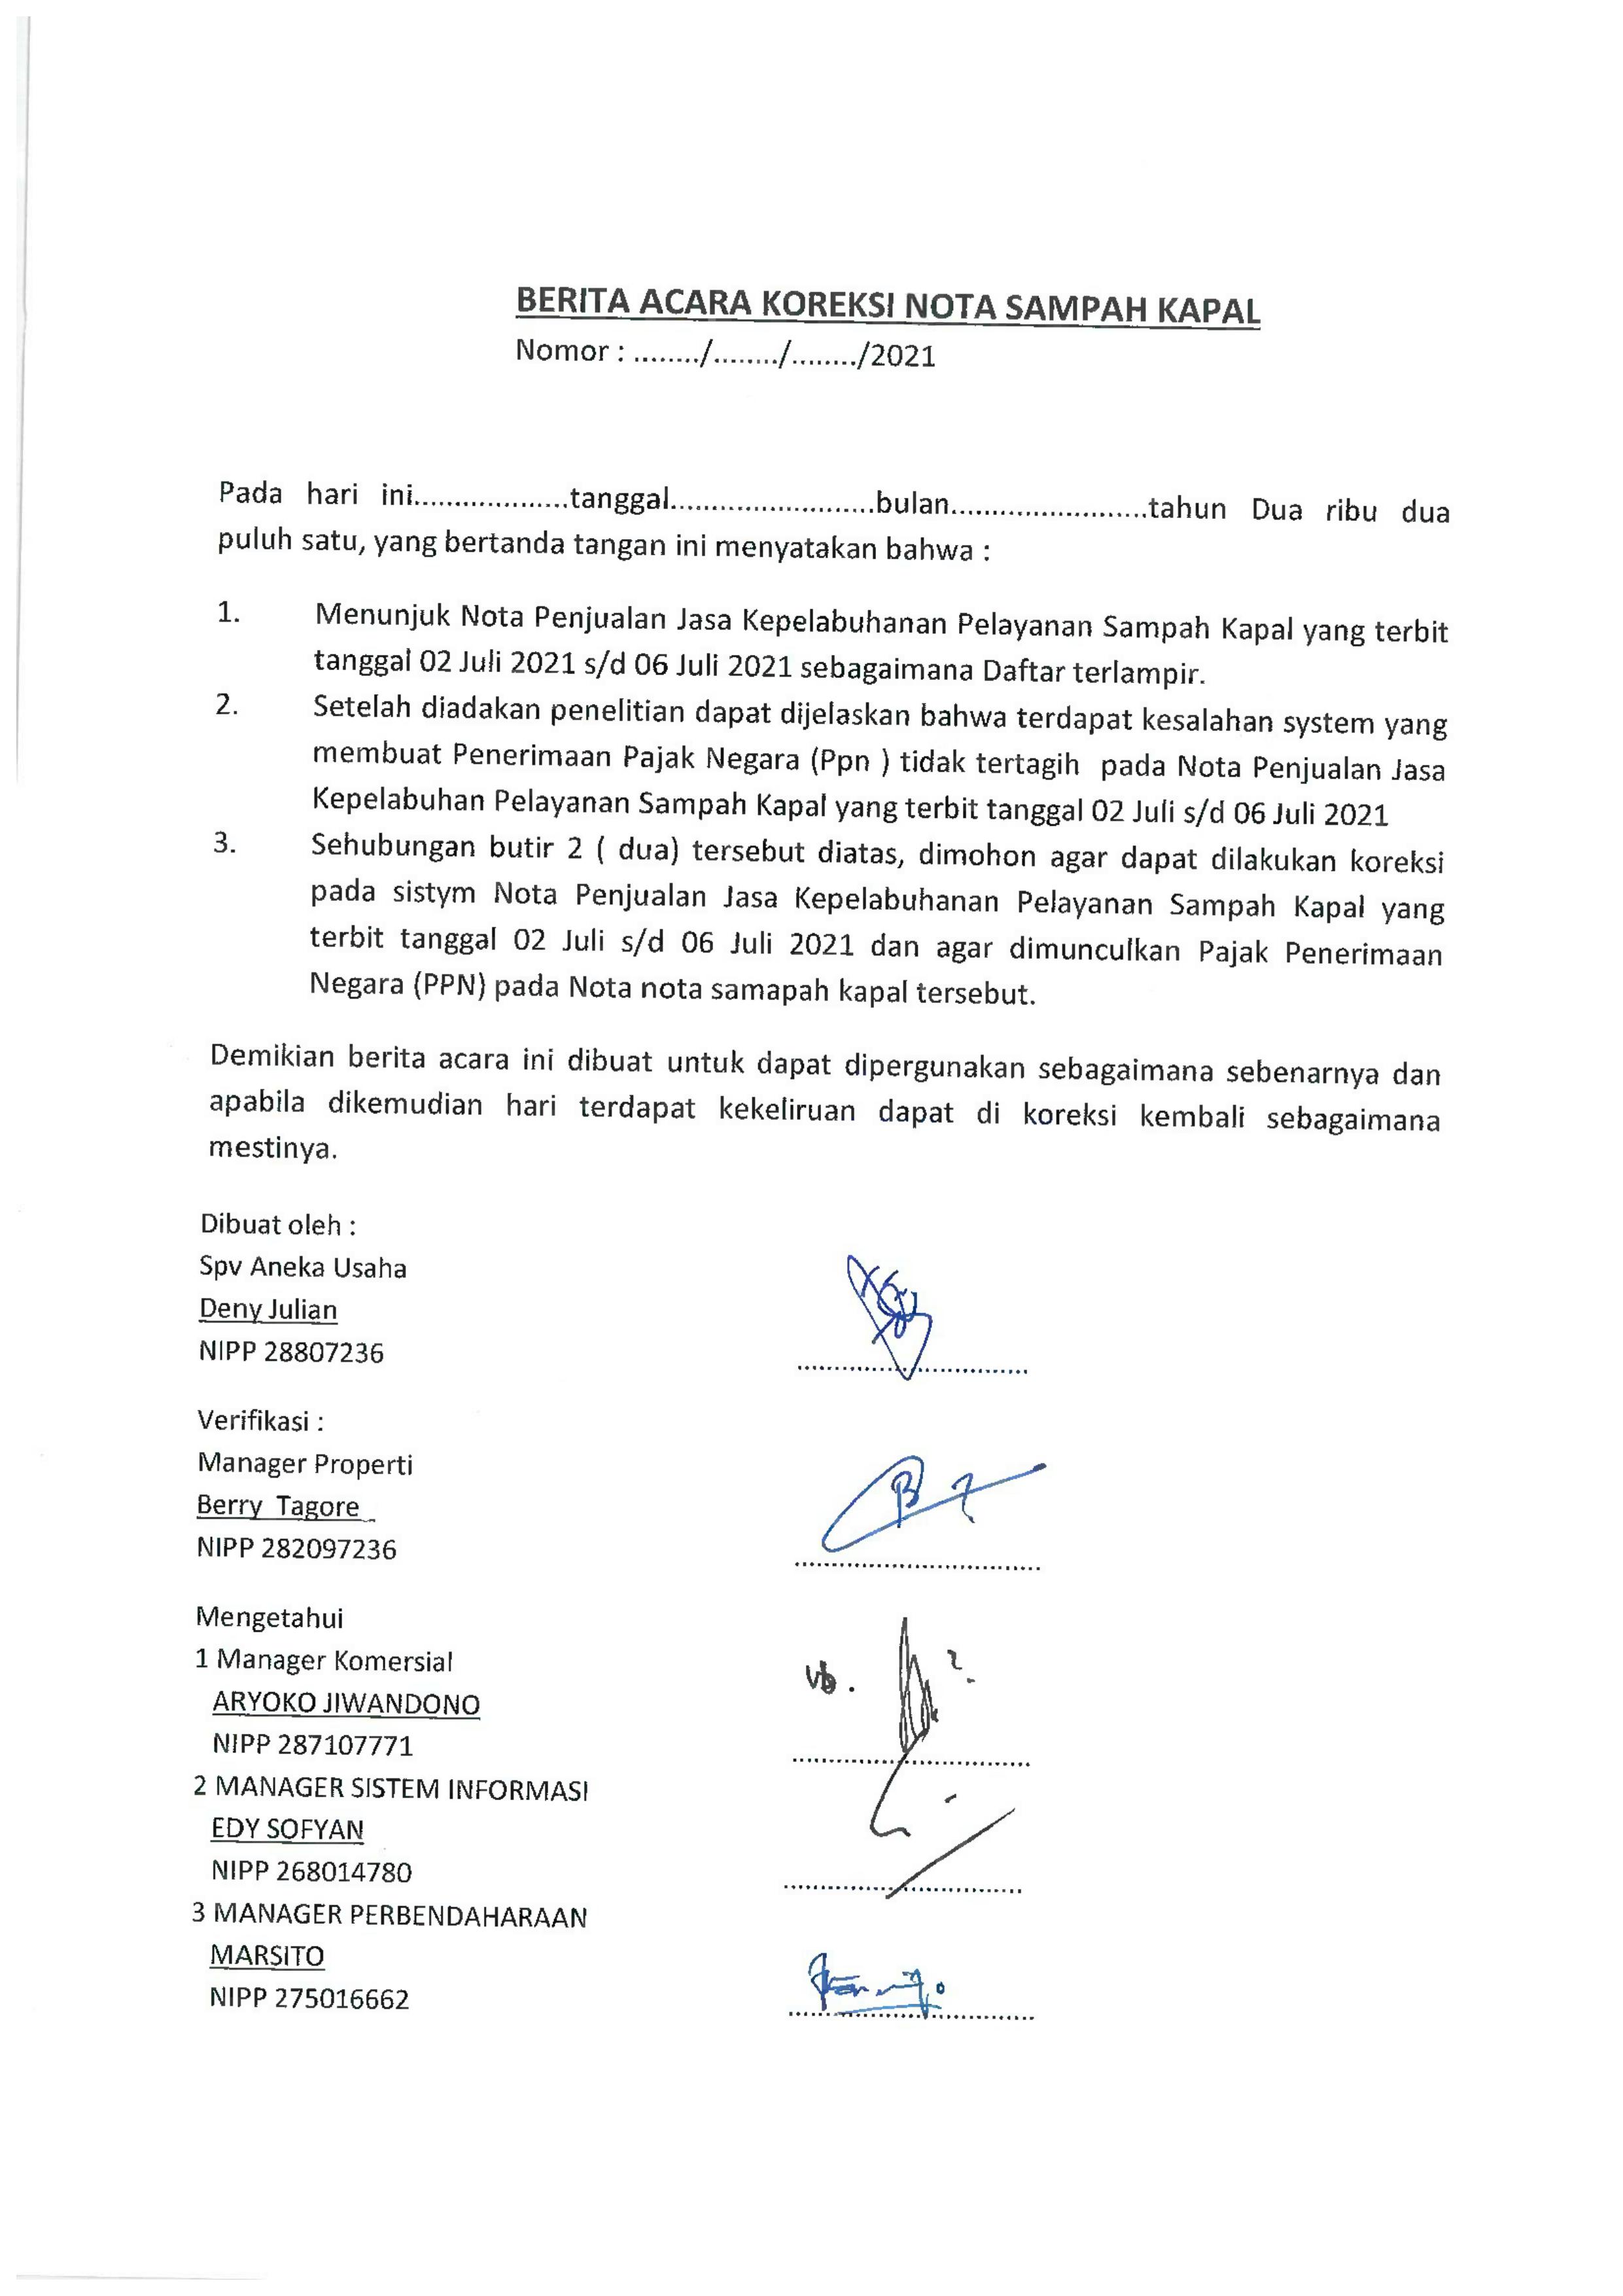 BERITA ACARA KOREKSI NOTA SAMPAH KAPAL
Nomor : ......../......../......../2021
Pada hari ini...................tanggal.........................bulan........................tahun Dua ribu dua
puluh satu, yang bertanda tangan ini menyatakan bahwa :
1. Menunjuk Nota Penjualan Jasa Kepelabuhanan Pelayanan Sampah Kapal yang terbit
tanggal 02 Juli 2021 s/d 06 Juli 2021 sebagaimana Daftar terlampir.
2. Setelah diadakan penelitian dapat dijelaskan bahwa terdapat kesalahan system yang
membuat Penerimaan Pajak Negara (Ppn ) tidak tertagih pada Nota Penjualan Jasa
Kepelabuhan Pelayanan Sampah Kapal yang terbit tanggal 02 Juli s/d 06 Juli 2021
3. Sehubungan butir 2 ( dua) tersebut diatas, dimohon agar dapat dilakukan koreksi
pada sistym Nota Penjualan Jasa Kepelabuhanan Pelayanan Sampah Kapal yang
terbit tanggal 02 Juli s/d 06 Juli 2021 dan agar dimunculkan Pajak Penerimaan
Negara (PPN) pada Nota nota samapah kapal tersebut.
Demikian berita acara ini dibuat untuk dapat dipergunakan sebagaimana sebenarnya dan
apabila dikemudian hari terdapat kekeliruan dapat di koreksi kembali sebagaimana
mestinya.
Dibuat oleh :
Spv Aneka Usaha
Deny Julian
NIPP 28807236
..............................
Verifikasi :
Manager Properti
Berry Tagore
NIPP 282097236
................................
Mengetahui
1 Manager Komersial
ARYOKO JIWANDONO
NIPP 287107771
...............................
2 MANAGER SISTEM INFORMASI
EDY SOFYAN
NIPP 268014780
...............................
3 MANAGER PERBENDAHARAAN
MARSITO
NIPP 275016662
................................